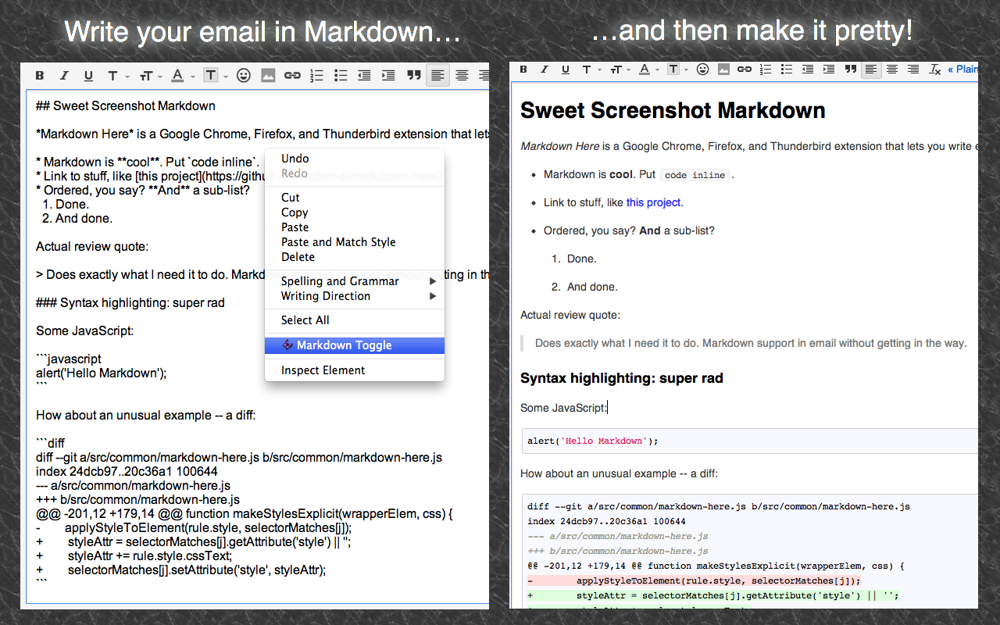 Write your email in Markdown…
…and then make it pretty!
B I U T T A T
## Sweet Screenshot Markdown
*Markdown Here* is a Google Chrome, Firefox, and Thunderbird extension that lets
* Markdown is **cool**. Put `code inline`.
* Link to stuff, like [this project](https://github
* Ordered, you say? **And** a sub-list?
1. Done.
2. And done.
Actual review quote:
> Does exactly what I need it to do. in the
### Syntax highlighting: super rad
Some JavaScript:
```javascript
alert('Hello Markdown');
```
How about an unusual example -- a diff:
```diff
diff --git a/src/common/markdown-here.js b/src/common/markdown-here.js
index 24dcb97..20c36a1 100644
--- a/src/common/markdown-here.js
+++ b/src/common/markdown-here.js
@@ -201,12 +179,14 @@ function makeStylesExplicit(wrapperElem, css) {
- applyStyleToElement(rule.style, selectorMatches[j]);
+ styleAttr = selectorMatches[j].getAttribute('style') || '';
+ styleAttr += rule.style.cssText;
+ selectorMatches[j].setAttribute('style', styleAttr);
```
Undo
Redo
Cut
Copy
Paste
Paste and Match Style
Delete
Spelling and Grammar
Writing Direction
Select All
Markdown Toggle
Inspect Element
B I U T T A T « Plain
Sweet Screenshot Markdown
Markdown Here is a Google Chrome, Firefox, and Thunderbird extension that lets you write
• Markdown is cool. Put code inline .
• Link to stuff, like this project.
• Ordered, you say? And a sub-list?
1. Done.
2. And done.
Actual review quote:
Does exactly what I need it to do. Markdown support in email without getting in the way.
Syntax highlighting: super rad
Some JavaScript:
alert('Hello Markdown');
How about an unusual example -- a diff:
diff --git a/src/common/markdown-here.js b/src/common/markdown-here.js
index 24dcb97..20c36a1 100644
--- a/src/common/markdown-here.js
+++ b/src/common/markdown-here.js
@@ -201,12 +179,14 @@ function makeStylesExplicit(wrapperElem, css) {
- applyStyleToElement(rule.style, selectorMatches[j]);
+ styleAttr = selectorMatches[j].getAttribute('style') || '';